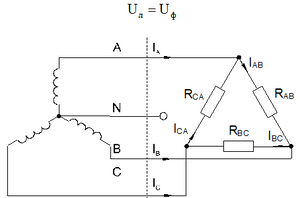 Uл = Uф
A IA
IAB
RCA RAB
N
ICA
RBC IBC
B IB
C IC